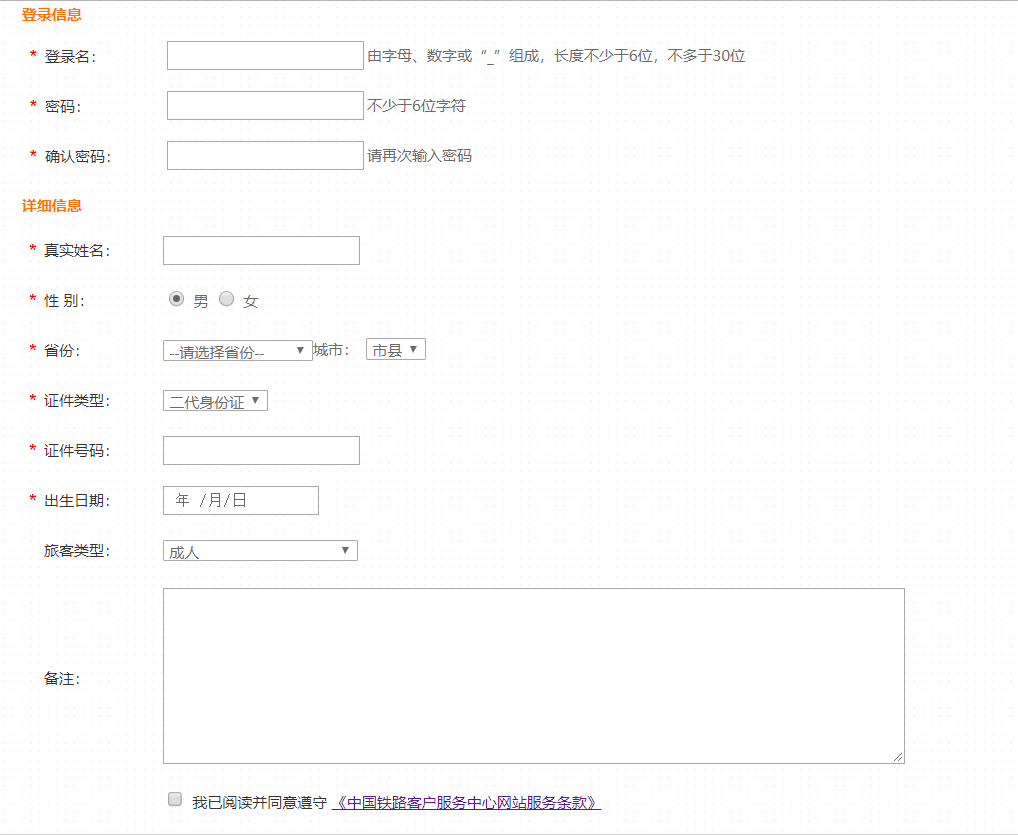 登录信息
* 登录名： 由字母、数字或“_”组成，长度不少于6位，不多于30位
* 密码： 不少于6位字符
* 确认密码： 请再次输入密码
详细信息
* 真实姓名：
* 性 别： 男 女
* 省份： --请选择省份-- 城市： 市县
* 证件类型： 二代身份证
* 证件号码：
* 出生日期： 年 /月/日
旅客类型： 成人
备注：
我已阅读并同意遵守 《中国铁路客户服务中心网站服务条款》